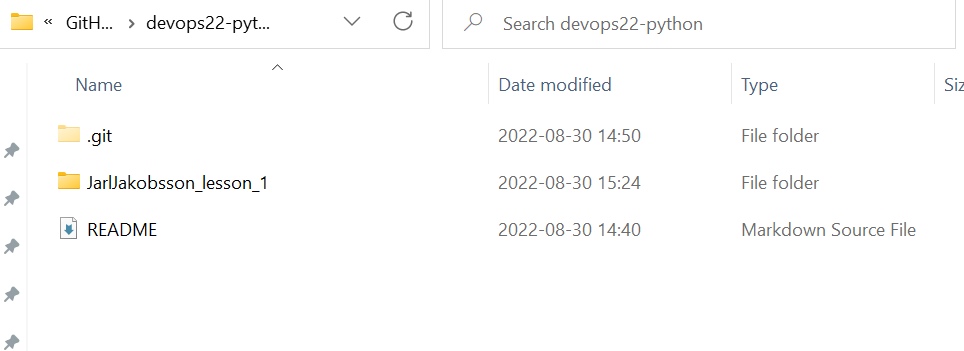 « GitH... > devops22-pyt... Search devops22-python
Name Date modified Type Siz
.git 2022-08-30 14:50 File folder
JarlJakobsson_lesson_1 2022-08-30 15:24 File folder
README 2022-08-30 14:40 Markdown Source File